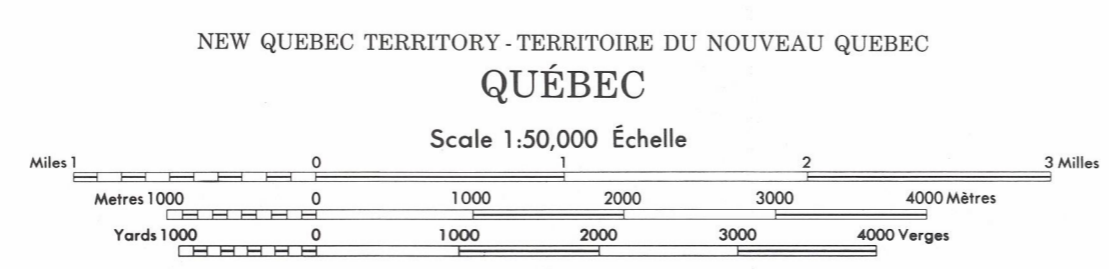 NEW QUEBEC TERRITORY - TERRITOIRE DU NOUVEAU QUEBEC
QUÉBEC
Scale 1:50,000 Échelle
Miles 1 0 1 2 3 Milles
Metres 1000 0 1000 2000 3000 4000 Mètres
Yards 1000 0 1000 2000 3000 4000 Verges